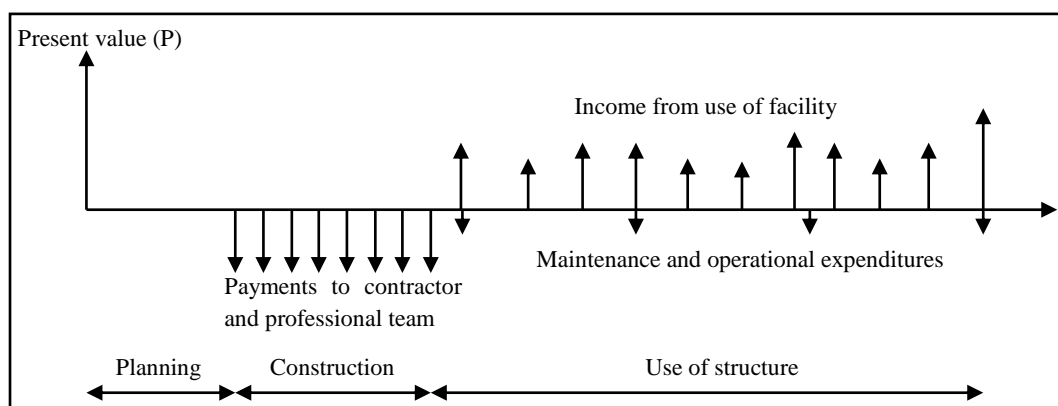 Present value (P)
Income from use of facility
Maintenance and operational expenditures
Payments to contractor
and professional team
Planning
Construction
Use of structure